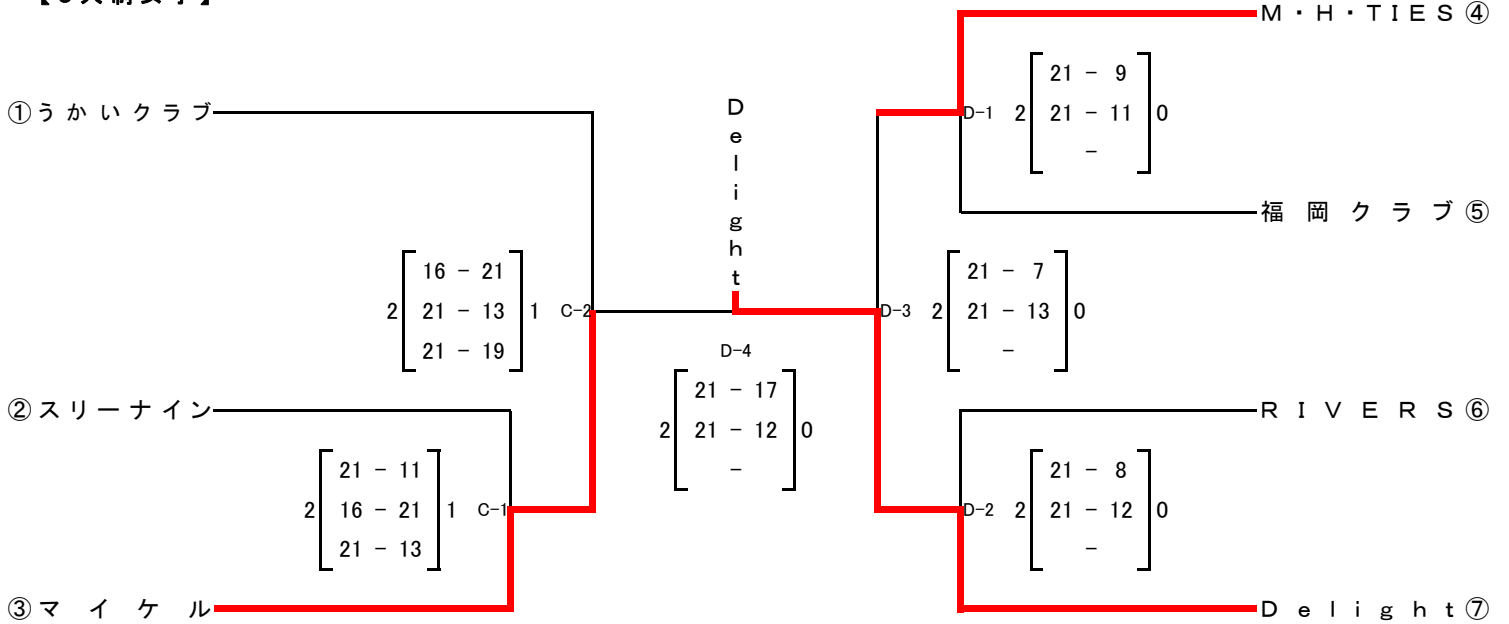 M・H・TIES④
①うかいクラブ
Delight
D-1 2 21 - 9 0
21 - 11
-
福岡クラブ⑤
16 - 21
2 21 - 13 1 C-2
21 - 19
21 - 7
D-3 2 21 - 13 0
-
D-4
21 - 17
2 21 - 12 0
-
②スリーナイン
RIVERS⑥
21 - 11
2 16 - 21 1 C-1
21 - 13
21 - 8
D-2 2 21 - 12 0
-
③マイケル
Delight⑦